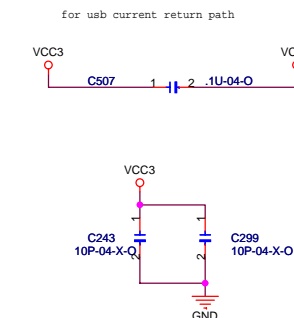 for usb current return path
VCC3
VC
C507
1
2
.1U-04-O
VCC3
1
1
C243
C299
10P-04-X-O
10P-04-X-O
2
2
GND